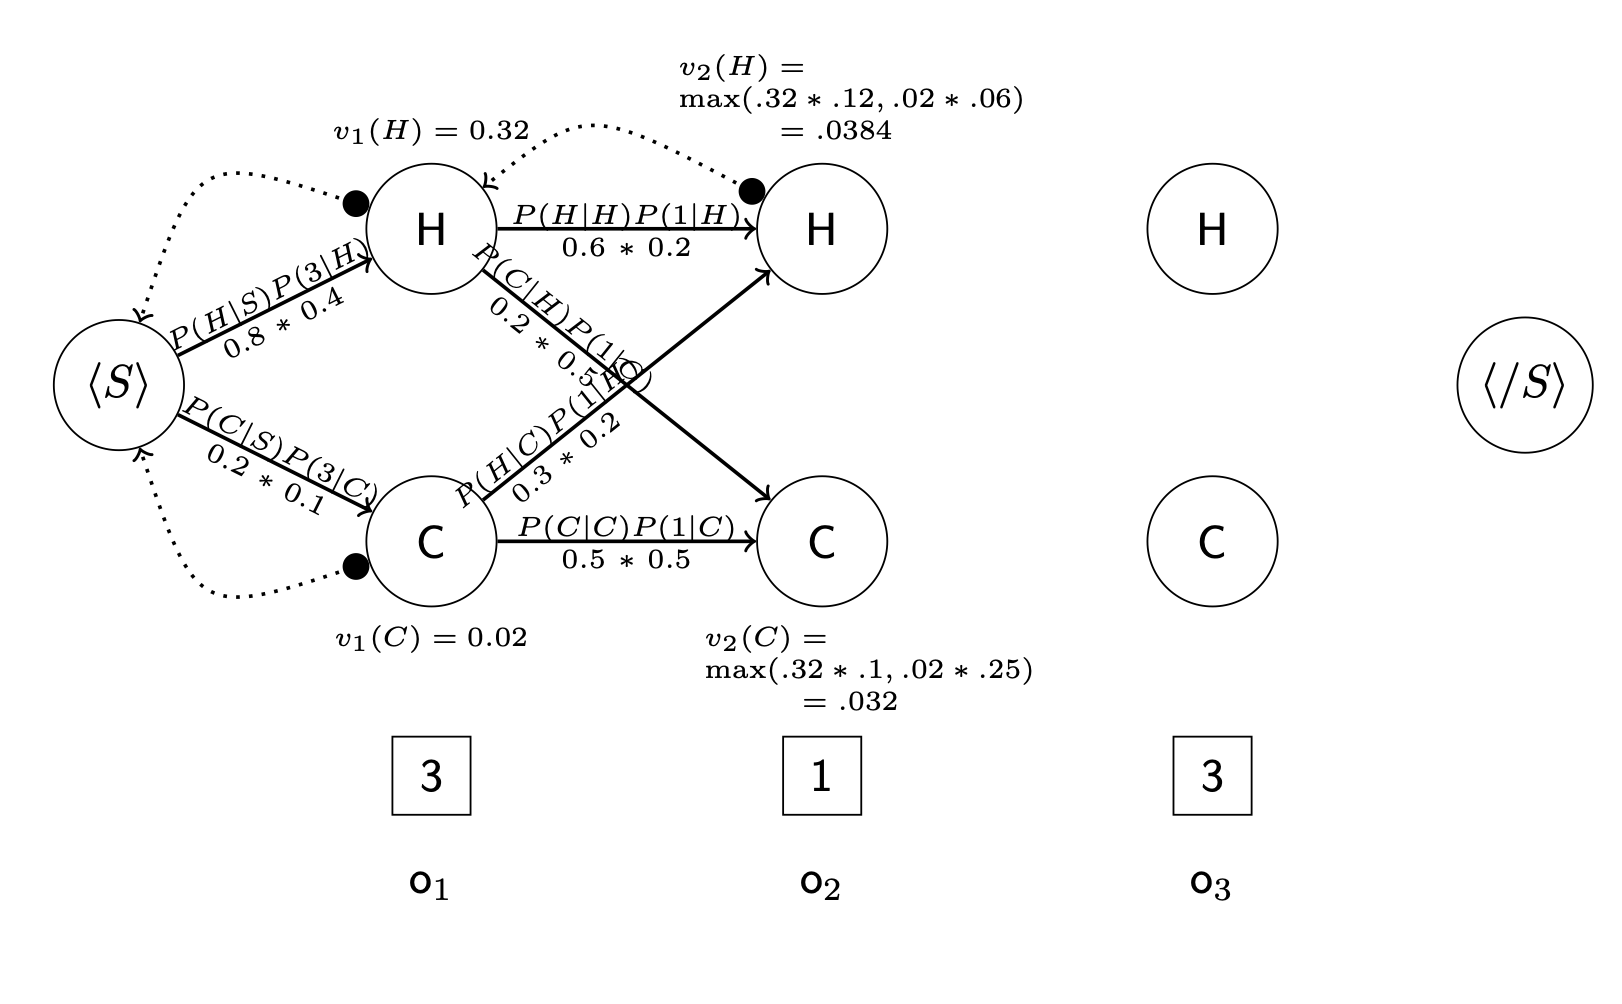 v₂(H) =
max(.32 ∗ .12, .02 ∗ .06)
= .0384
v₁(H) = 0.32
H
P(H|H)P(1|H)
0.6 ∗ 0.2
H
H
P(H|S)P(3|H)
0.8 ∗ 0.4
P(C|H)P(1|C)
0.2 ∗ 0.5
⟨S⟩
⟨/S⟩
P(C|S)P(3|C)
0.2 ∗ 0.1
P(H|C)P(1|H)
0.3 ∗ 0.2
C
P(C|C)P(1|C)
0.5 ∗ 0.5
C
C
v₁(C) = 0.02
v₂(C) =
max(.32 ∗ .1, .02 ∗ .25)
= .032
3
1
3
o₁
o₂
o₃